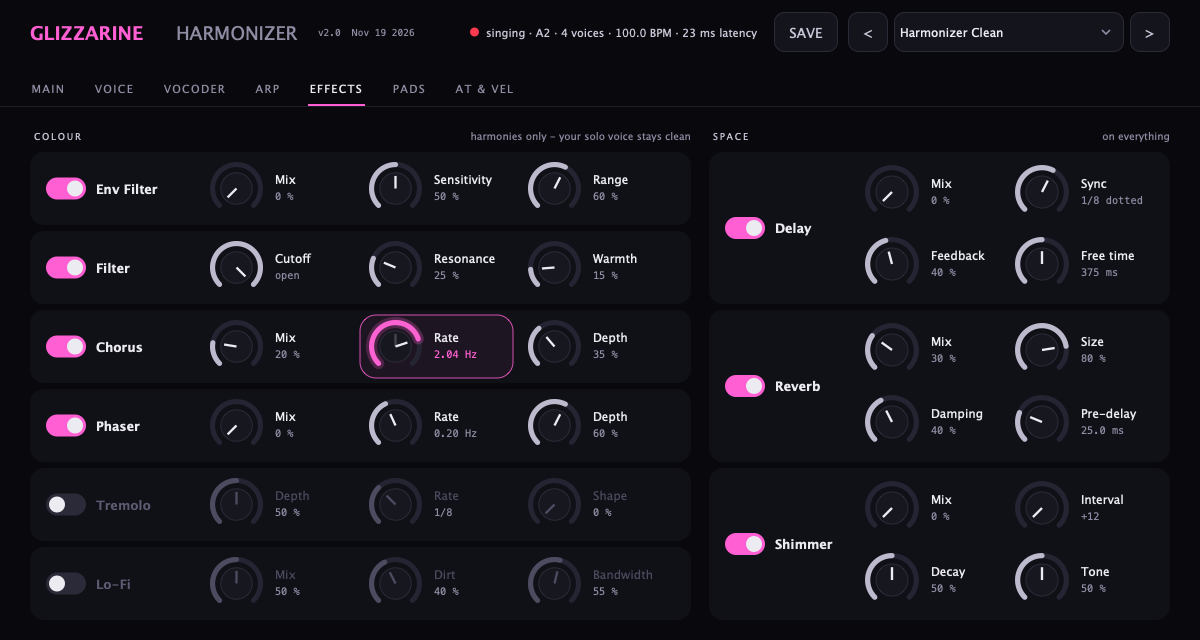 GLIZZARINE HARMONIZER v2.0 Nov 19 2026 singing · A2 · 4 voices · 100.0 BPM · 23 ms latency SAVE < Harmonizer Clean >
MAIN VOICE VOCODER ARP EFFECTS PADS AT & VEL
COLOUR harmonies only – your solo voice stays clean
Env Filter
Mix
0 %
Sensitivity
50 %
Range
60 %
Filter
Cutoff
open
Resonance
25 %
Warmth
15 %
Chorus
Mix
20 %
Rate
2.04 Hz
Depth
35 %
Phaser
Mix
0 %
Rate
0.20 Hz
Depth
60 %
Tremolo
Depth
50 %
Rate
1/8
Shape
0 %
Lo-Fi
Mix
50 %
Dirt
40 %
Bandwidth
55 %
SPACE on everything
Delay
Mix
0 %
Sync
1/8 dotted
Feedback
40 %
Free time
375 ms
Reverb
Mix
30 %
Size
80 %
Damping
40 %
Pre-delay
25.0 ms
Shimmer
Mix
0 %
Interval
+12
Decay
50 %
Tone
50 %